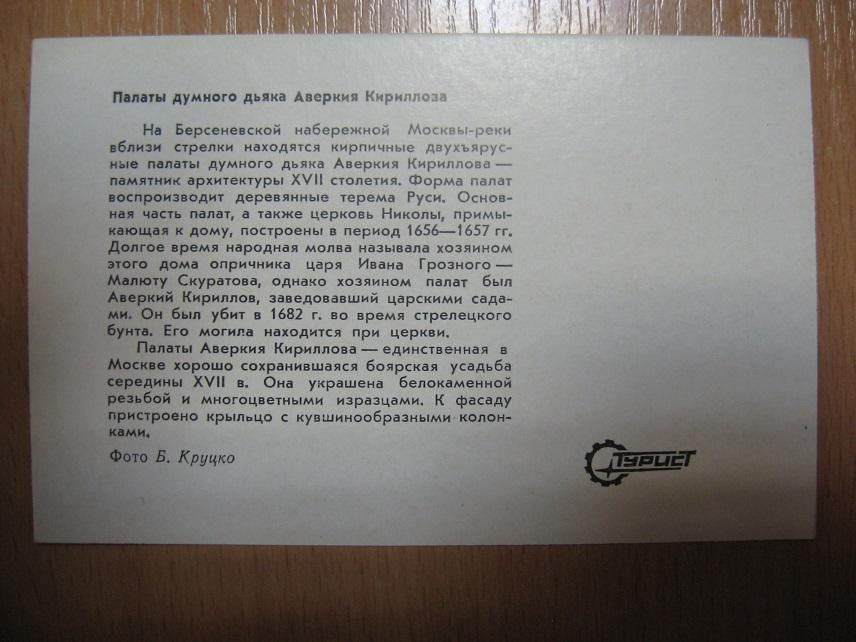 Палаты думного дьяка Аверкия Кириллоза
На Берсеневской набережной Москвы-реки
вблизи стрелки находятся кирпичные двухъярус-
ные палаты думного дьяка Аверкия Кириллова —
памятник архитектуры XVII столетия. Форма палат
воспроизводит деревянные терема Руси. Основ-
ная часть палат, а также церковь Николы, примы-
кающая к дому, построены в период 1656—1657 гг.
Долгое время народная молва называла хозяином
этого дома опричника царя Ивана Грозного —
Малюту Скуратова, однако хозяином палат был
Аверкий Кириллов, заведовавший царскими сада-
ми. Он был убит в 1682 г. во время стрелецкого
бунта. Его могила находится при церкви.
Палаты Аверкия Кириллова — единственная в
Москве хорошо сохранившаяся боярская усадьба
середины XVII в. Она украшена белокаменной
резьбой и многоцветными изразцами. К фасаду
пристроено крыльцо с кувшинообразными колон-
ками.
Фото Б. Круцко
ТУРИСТ